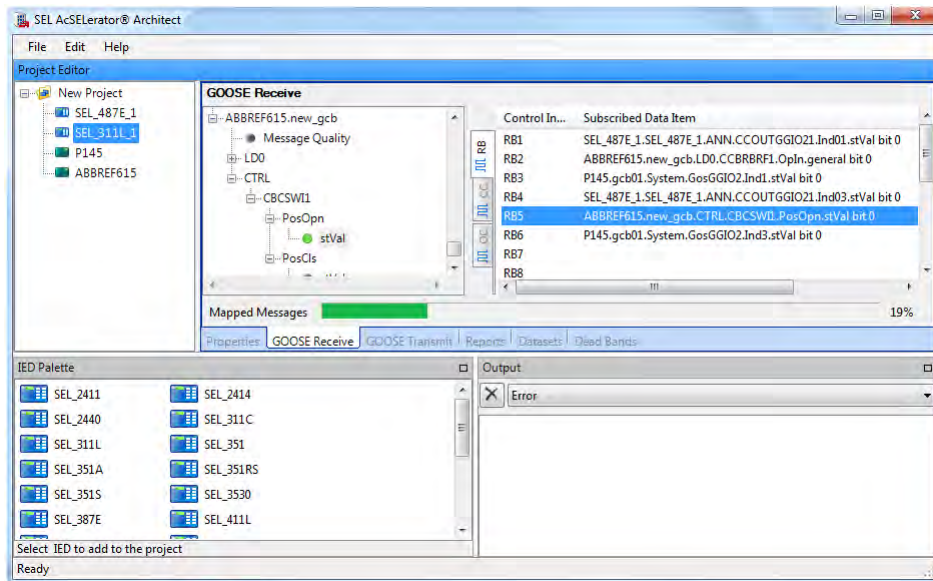 SEL AcSELerator® Architect
File Edit Help
Project Editor
New Project
SEL_487E_1
SEL_311L_1
P145
ABBREF615
GOOSE Receive
ABBREF615.new_gcb
Message Quality
LD0
CTRL
CBCSWI1
PosOpn
stVal
PosCls
RB
CC
Control In... Subscribed Data Item
RB1 SEL_487E_1.SEL_487E_1.ANN.CCOUTGGIO21.Ind01.stVal bit 0
RB2 ABBREF615.new_gcb.LD0.CCBRBRF1.OpIn.general bit 0
RB3 P145.gcb01.System.GosGGIO2.Ind1.stVal bit 0
RB4 SEL_487E_1.SEL_487E_1.ANN.CCOUTGGIO21.Ind03.stVal bit 0
RB5 ABBREF615.new_gcb.CTRL.CBCSWI1.PosOpn.stVal bit 0
RB6 P145.gcb01.System.GosGGIO2.Ind3.stVal bit 0
RB7
RB8
Mapped Messages 19%
Properties GOOSE Receive GOOSE Transmit Reports Datasets Dead Bands
IED Palette
SEL_2411 SEL_2414
SEL_2440 SEL_311C
SEL_311L SEL_351
SEL_351A SEL_351RS
SEL_351S SEL_3530
SEL_387E SEL_411L
Select IED to add to the project
Output
Error
Ready